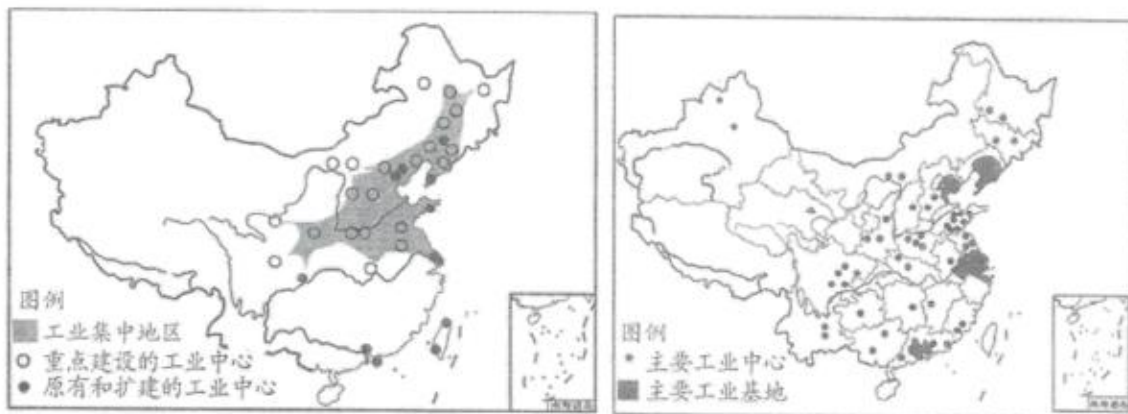 图例
工业集中地区
重点建设的工业中心
原有和扩建的工业中心
图例
主要工业中心
主要工业基地